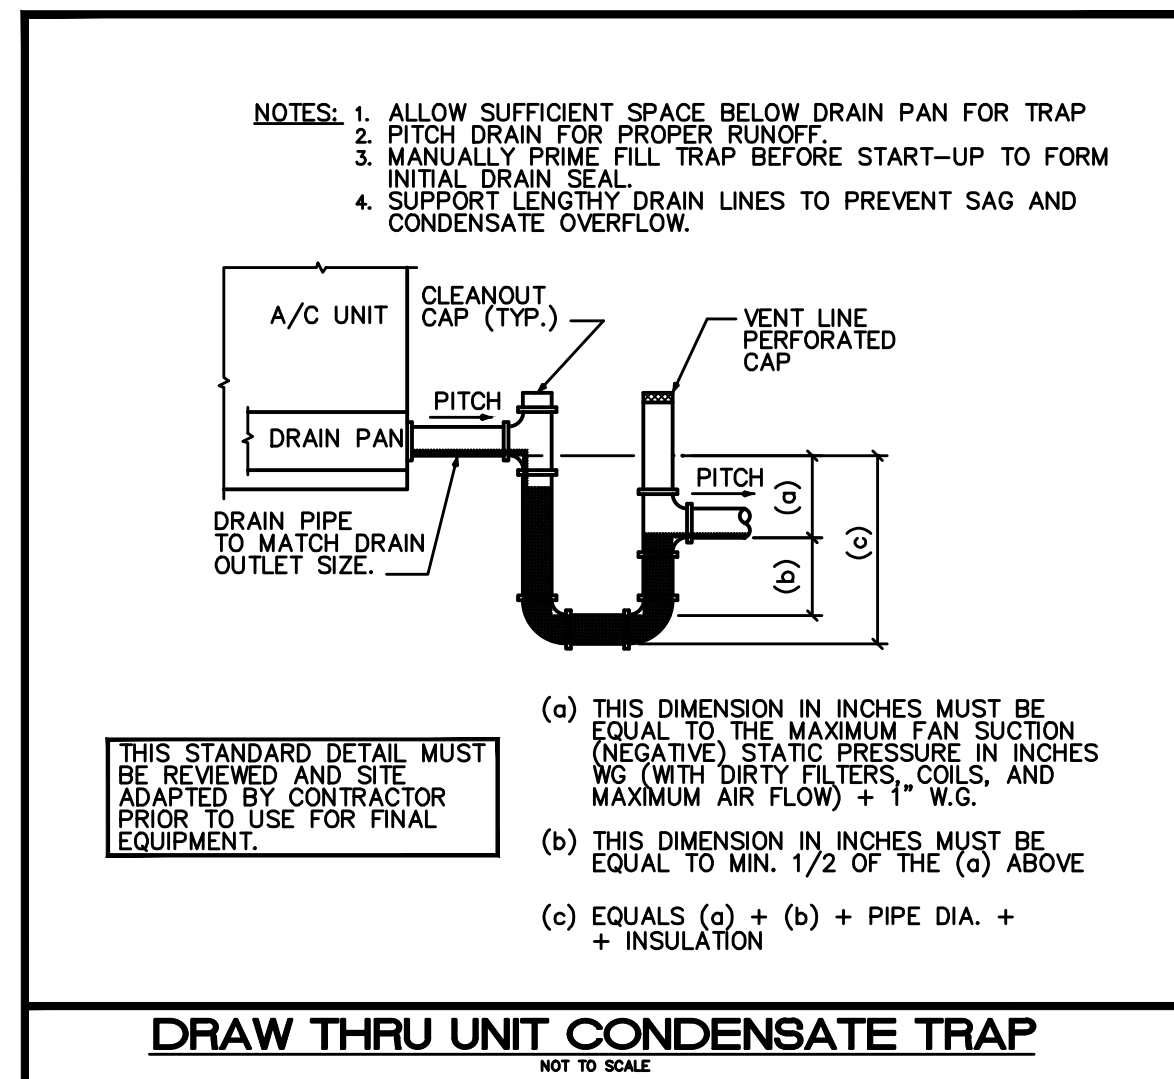 NOTES: 1. ALLOW SUFFICIENT SPACE BELOW DRAIN PAN FOR TRAP
2. PITCH DRAIN FOR PROPER RUNOFF.
3. MANUALLY PRIME FILL TRAP BEFORE START-UP TO FORM
INITIAL DRAIN SEAL.
4. SUPPORT LENGTHY DRAIN LINES TO PREVENT SAG AND
CONDENSATE OVERFLOW.
A/C UNIT
CLEANOUT
CAP (TYP.)
VENT LINE
PERFORATED
CAP
PITCH
DRAIN PAN
PITCH
(a)
(b)
(c)
DRAIN PIPE
TO MATCH DRAIN
OUTLET SIZE.
(a) THIS DIMENSION IN INCHES MUST BE
EQUAL TO THE MAXIMUM FAN SUCTION
(NEGATIVE) STATIC PRESSURE IN INCHES
WG (WITH DIRTY FILTERS, COILS, AND
MAXIMUM AIR FLOW) + 1" W.G.
(b) THIS DIMENSION IN INCHES MUST BE
EQUAL TO MIN. 1/2 OF THE (a) ABOVE
(c) EQUALS (a) + (b) + PIPE DIA. +
+ INSULATION
THIS STANDARD DETAIL MUST
BE REVIEWED AND SITE
ADAPTED BY CONTRACTOR
PRIOR TO USE FOR FINAL
EQUIPMENT.
DRAW THRU UNIT CONDENSATE TRAP
NOT TO SCALE